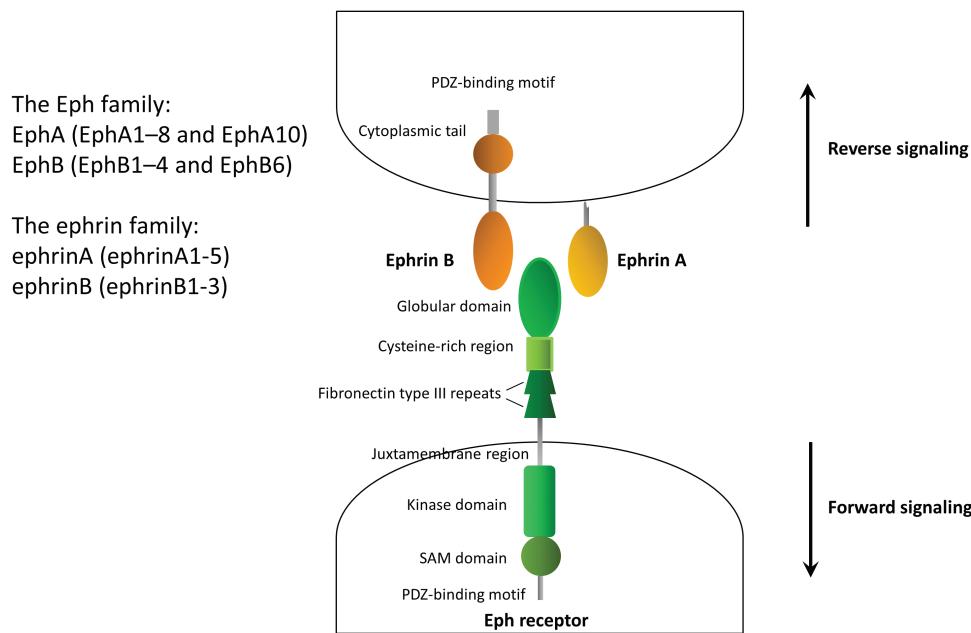 The Eph family:
EphA (EphA1–8 and EphA10)
EphB (EphB1–4 and EphB6)
The ephrin family:
ephrinA (ephrinA1-5)
ephrinB (ephrinB1-3)
PDZ-binding motif
Cytoplasmic tail
Reverse signaling
Ephrin B
Ephrin A
Globular domain
Cysteine-rich region
Fibronectin type III repeats
Juxtamembrane region
Kinase domain
Forward signaling
SAM domain
PDZ-binding motif
Eph receptor